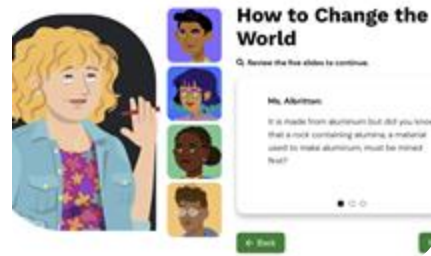 How to Change the
World
Review the five slides to continue.
Ms. Albritton:
It is made from aluminum but did you know
that a rock containing alumina, a material
used to make aluminum, must be mined
first?
← Back